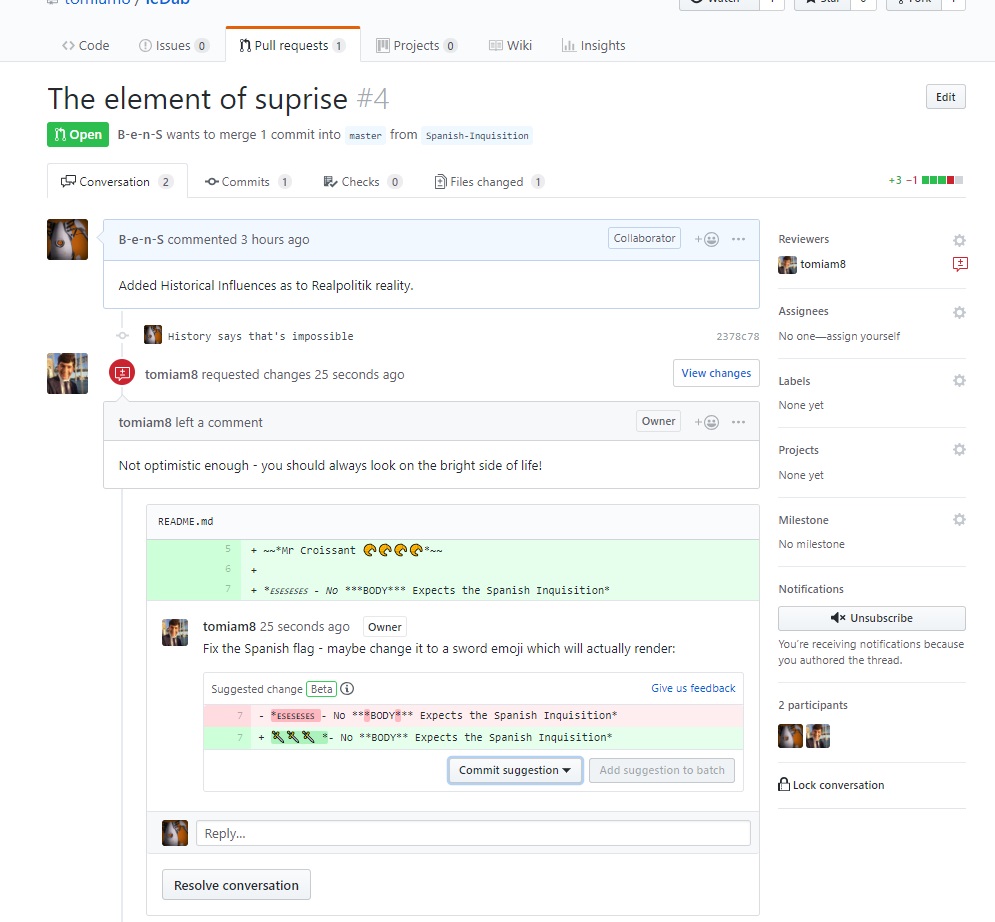 tomiam8 / leDab
Watch
Star
Fork
Code
Issues 0
Pull requests 1
Projects 0
Wiki
Insights
The element of suprise #4
Edit
Open
B-e-n-S wants to merge 1 commit into master from Spanish-Inquisition
Conversation 2
Commits 1
Checks 0
Files changed 1
+3 −1
B-e-n-S commented 3 hours ago
Collaborator
Added Historical Influences as to Realpolitik reality.
History says that's impossible
2378c78
tomiam8 requested changes 25 seconds ago
View changes
tomiam8 left a comment
Owner
Not optimistic enough - you should always look on the bright side of life!
README.md
5 + ~~*Mr Croissant 🥐🥐🥐🥐*~~
6 +
7 + *ᴇꜱᴇꜱᴇꜱᴇꜱ - No ***BODY*** Expects the Spanish Inquisition*
tomiam8 25 seconds ago
Owner
Fix the Spanish flag - maybe change it to a sword emoji which will actually render:
Suggested change Beta
Give us feedback
7 - *ᴇꜱᴇꜱᴇꜱᴇꜱ - No ***BODY*** Expects the Spanish Inquisition*
7 + 🗡🗡🗡 *- No **BODY** Expects the Spanish Inquisition*
Commit suggestion
Add suggestion to batch
Reply...
Resolve conversation
Reviewers
tomiam8
Assignees
No one—assign yourself
Labels
None yet
Projects
None yet
Milestone
No milestone
Notifications
Unsubscribe
You’re receiving notifications because
you authored the thread.
2 participants
Lock conversation